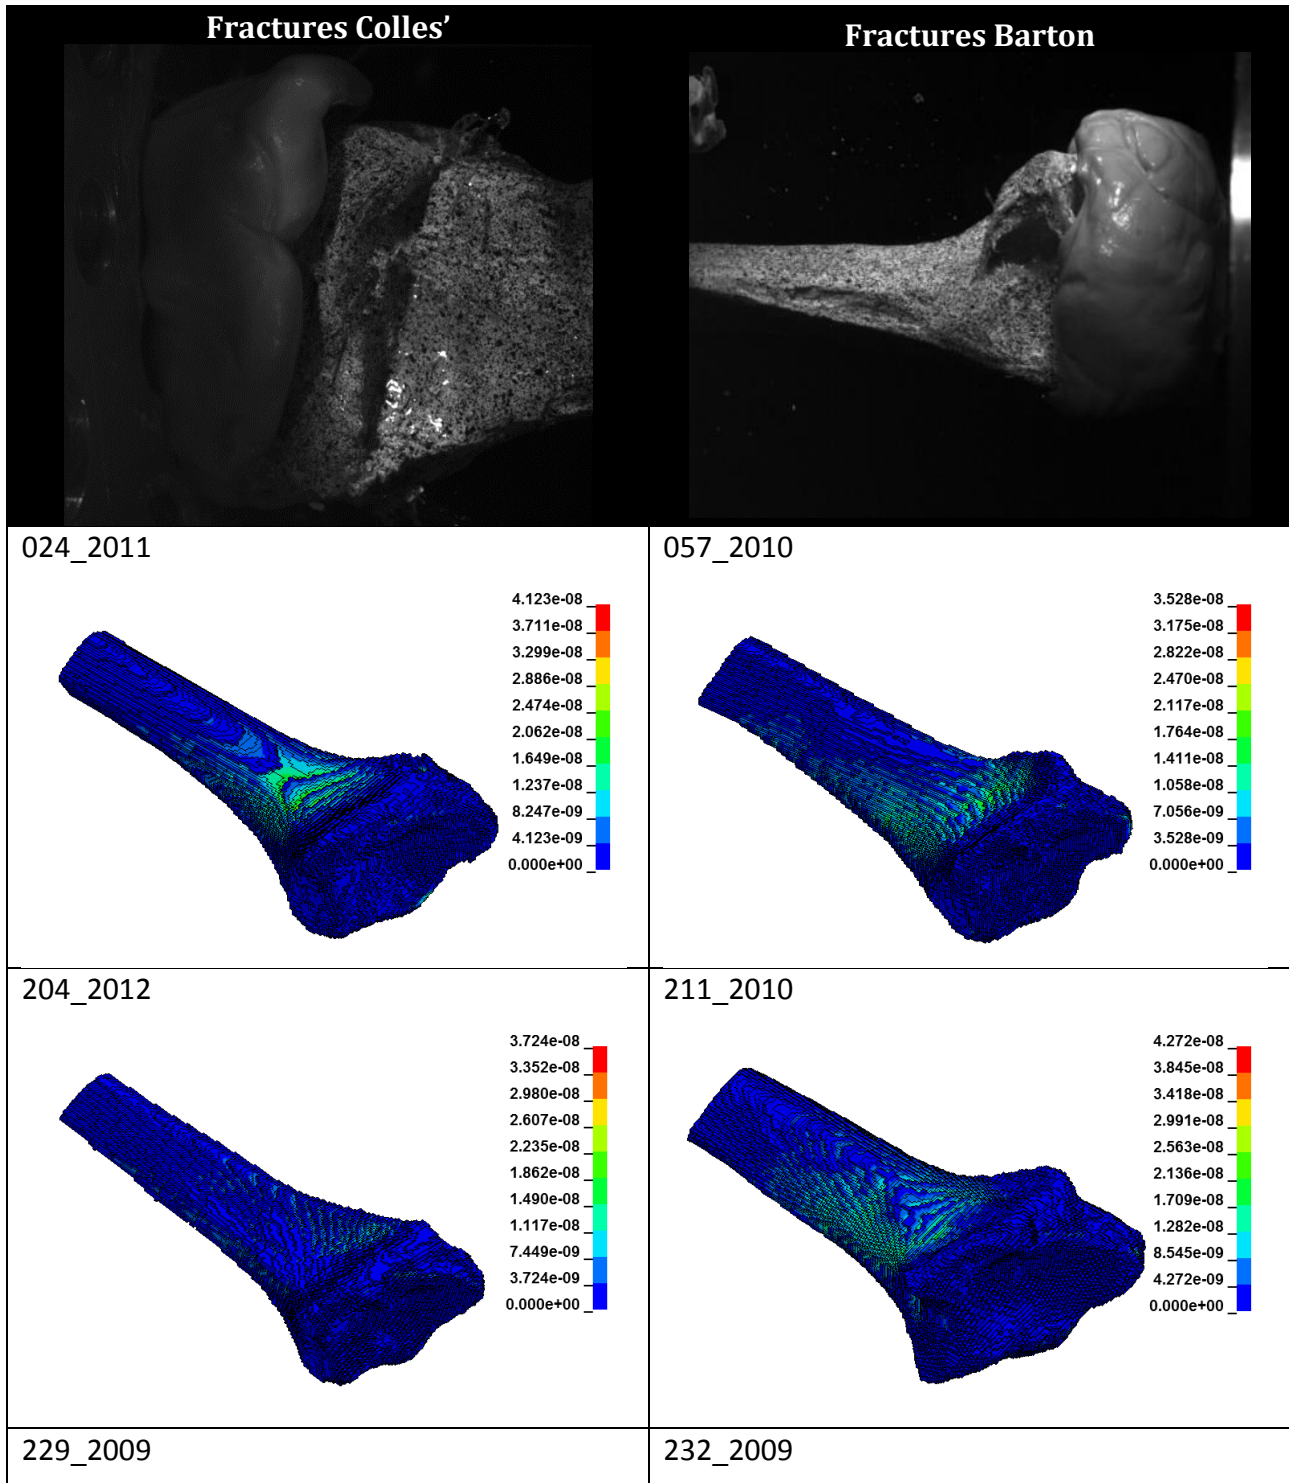 Fractures Colles’
Fractures Barton
024_2011
4.123e-08
3.711e-08
3.299e-08
2.886e-08
2.474e-08
2.062e-08
1.649e-08
1.237e-08
8.247e-09
4.123e-09
0.000e+00
057_2010
3.528e-08
3.175e-08
2.822e-08
2.470e-08
2.117e-08
1.764e-08
1.411e-08
1.058e-08
7.056e-09
3.528e-09
0.000e+00
204_2012
3.724e-08
3.352e-08
2.980e-08
2.607e-08
2.235e-08
1.862e-08
1.490e-08
1.117e-08
7.449e-09
3.724e-09
0.000e+00
211_2010
4.272e-08
3.845e-08
3.418e-08
2.991e-08
2.563e-08
2.136e-08
1.709e-08
1.282e-08
8.545e-09
4.272e-09
0.000e+00
229_2009
232_2009